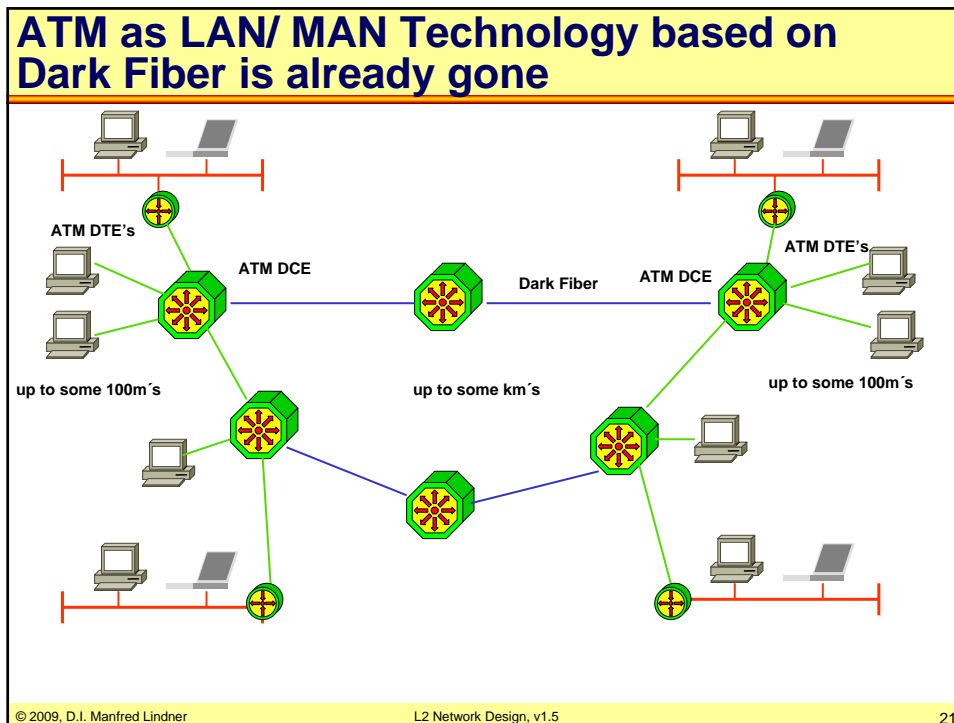 ATM as LAN/ MAN Technology based on
Dark Fiber is already gone
ATM DTE's
ATM DCE
Dark Fiber
ATM DCE
ATM DTE's
up to some 100m´s
up to some km´s
up to some 100m´s
© 2009, D.I. Manfred Lindner
L2 Network Design, v1.5
21